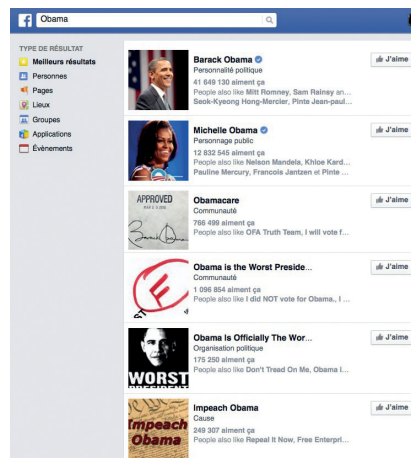 f
Obama
TYPE DE RÉSULTAT
Meilleurs résultats
Personnes
Pages
Lieux
Groupes
Applications
Évènements
Barack Obama
J'aime
Personnalité politique
41 649 130 aiment ça
People also like Mitt Romney, Sam Rainsy an...
Seok-Kyeong Hong-Mercier, Pinte Jean-paul...
Michelle Obama
J'aime
Personnage public
12 832 545 aiment ça
People also like Nelson Mandela, Khloe Kard...
Pauline Mercury, Francois Jantzen et Pinte ...
APPROVED
Obamacare
J'aime
Communauté
766 499 aiment ça
People also like OFA Truth Team, I will vote f...
F
Obama is the Worst Preside...
J'aime
Communauté
1 096 854 aiment ça
People also like I did NOT vote for Obama., I ...
WORST
Obama Is Officially The Wor...
J'aime
Organisation politique
175 250 aiment ça
People also like Don't Tread On Me, Obama i...
Impeach
Obama
Impeach Obama
J'aime
Cause
249 307 aiment ça
People also like Repeal It Now, Free Enterpri...